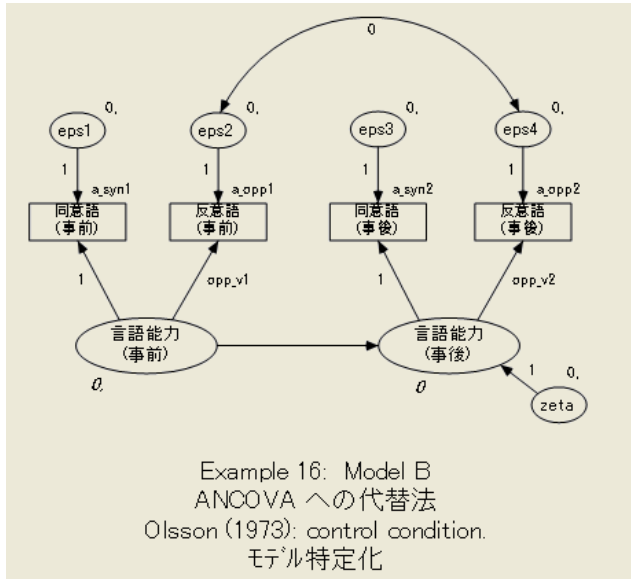 0
0,
0,
0,
0,
eps1
eps2
eps3
eps4
1
1
1
1
a_syn1
a_opp1
a_syn2
a_opp2
同意語
(事前)
反意語
(事前)
同意語
(事後)
反意語
(事後)
1
opp_v1
1
opp_v2
言語能力
(事前)
言語能力
(事後)
0,
0
1
0,
zeta
Example 16: Model B
ANCOVA への代替法
Olsson (1973): control condition.
モデル特定化